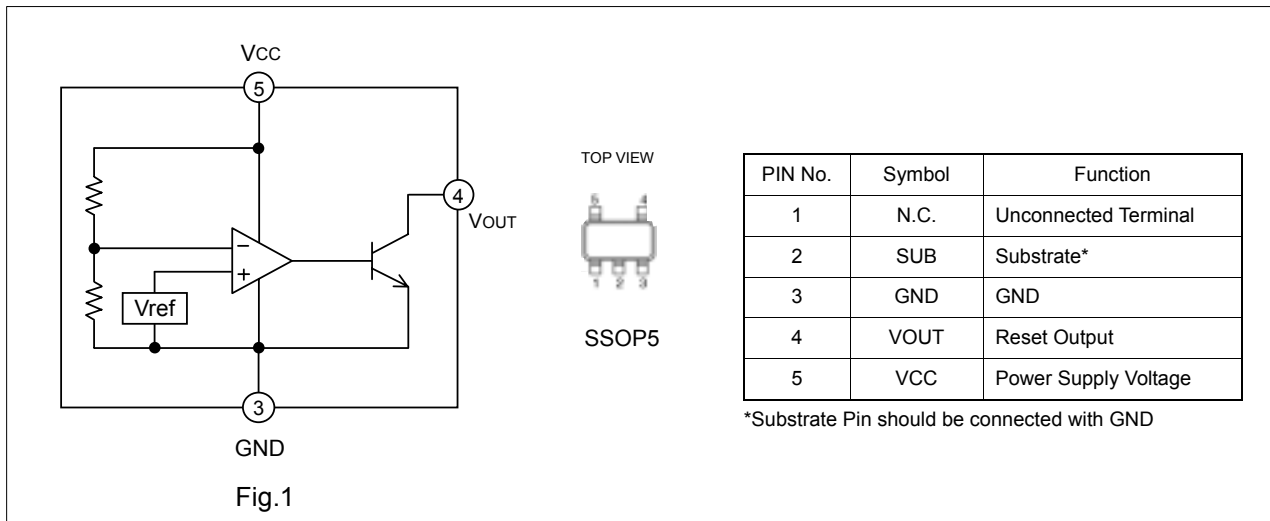 VCC
5
4
VOUT
−
+
Vref
3
GND
Fig.1
TOP VIEW
5 4
1 2 3
SSOP5
PIN No. Symbol Function
1 N.C. Unconnected Terminal
2 SUB Substrate*
3 GND GND
4 VOUT Reset Output
5 VCC Power Supply Voltage
*Substrate Pin should be connected with GND